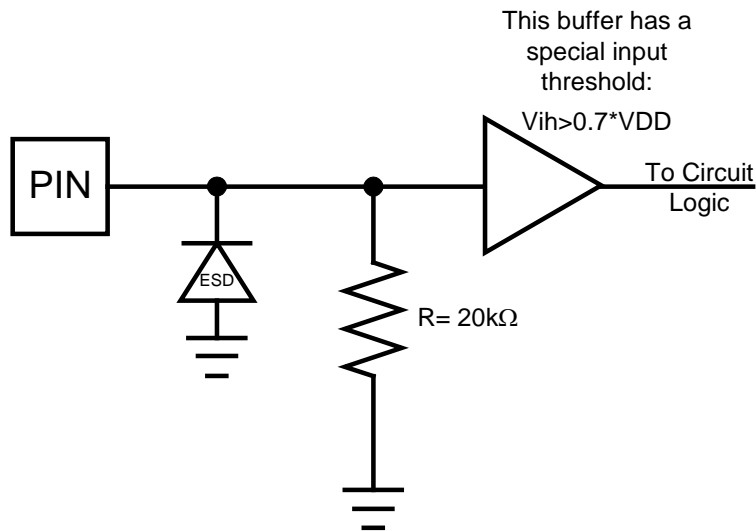 This buffer has a
special input
threshold:
Vih>0.7*VDD
PIN
To Circuit
Logic
ESD
R= 20kΩ